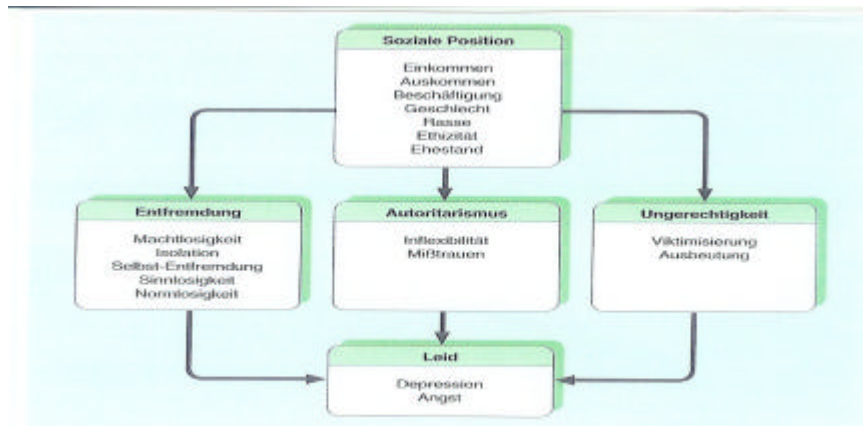 Soziale Position
Einkommen
Auskommen
Beschäftigung
Geschlecht
Rasse
Ethizität
Ehestand
Entfremdung
Machtlosigkeit
Isolation
Selbst-Entfremdung
Sinnlosigkeit
Normlosigkeit
Autoritarismus
Inflexibilität
Mißtrauen
Ungerechtigkeit
Viktimisierung
Ausbeutung
Leid
Depression
Angst